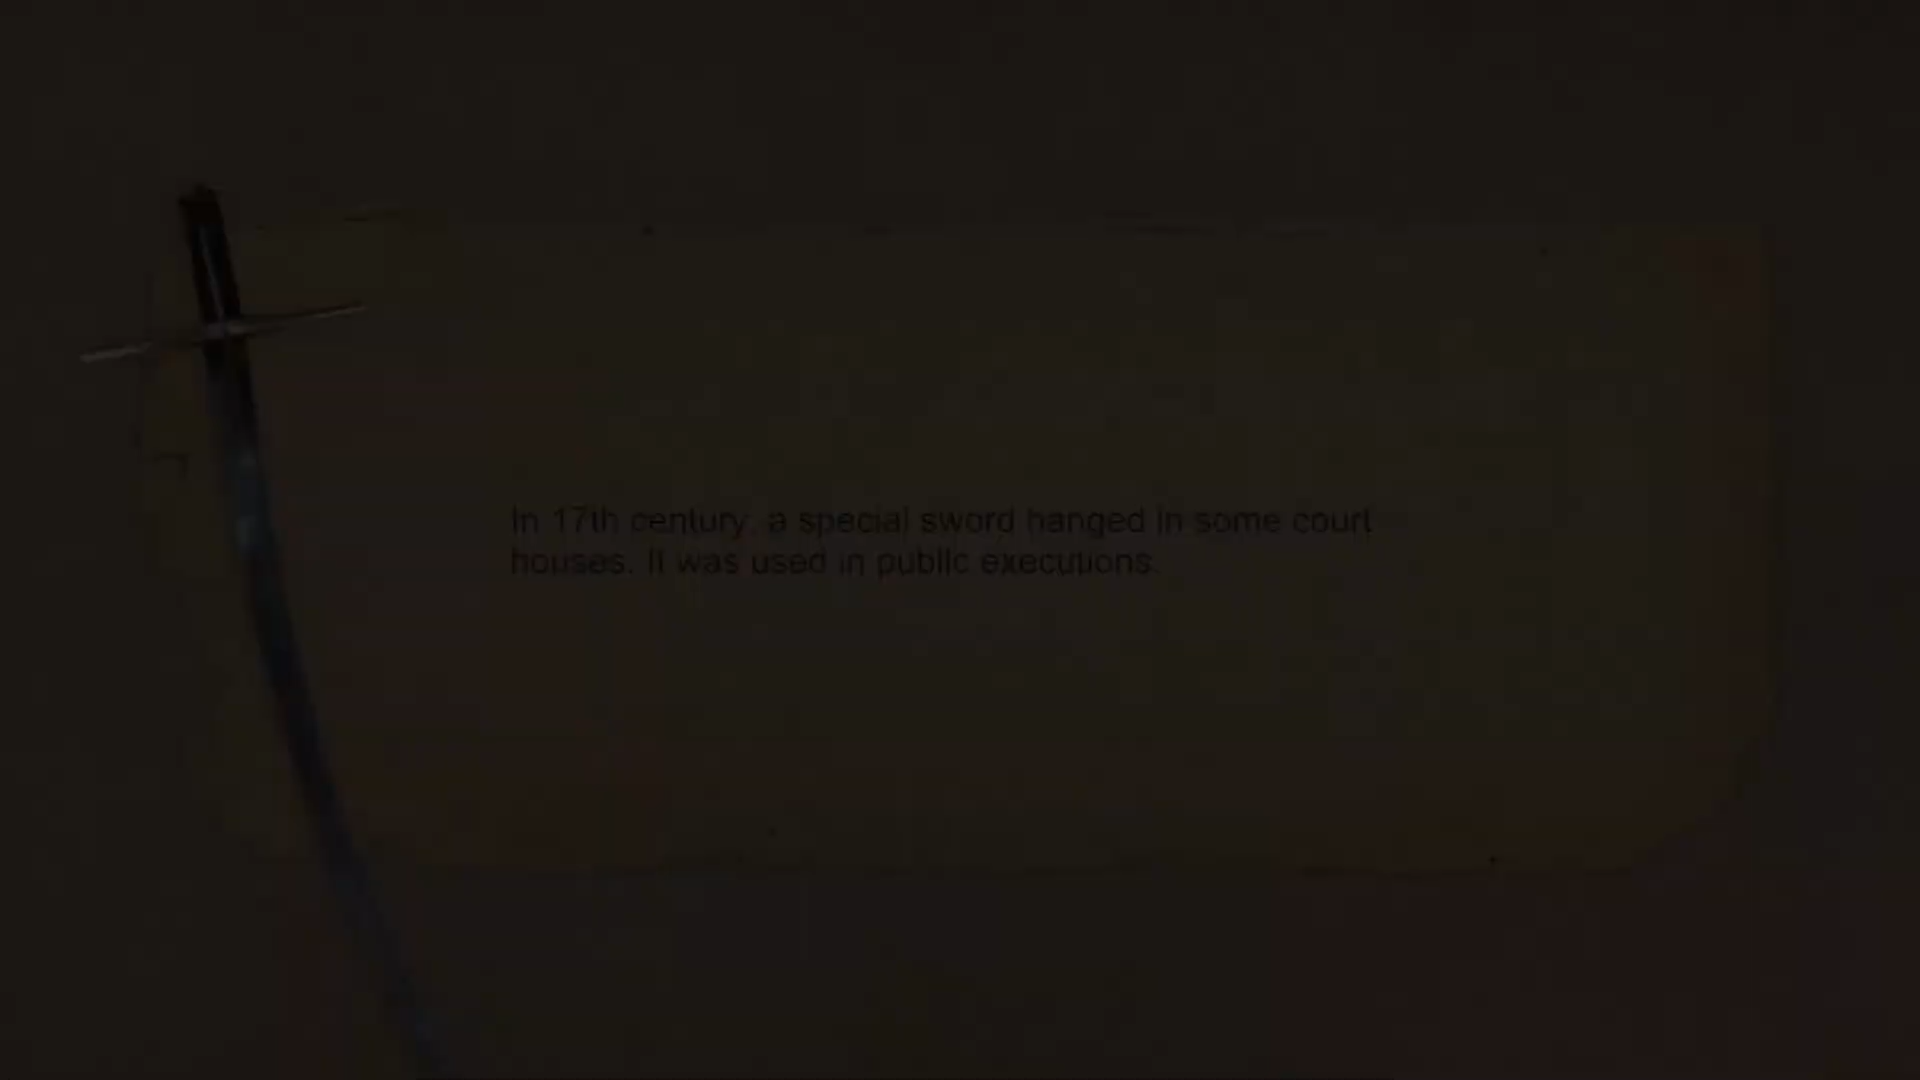 In 17th century, a special sword hanged in some court
houses. It was used in public executions.